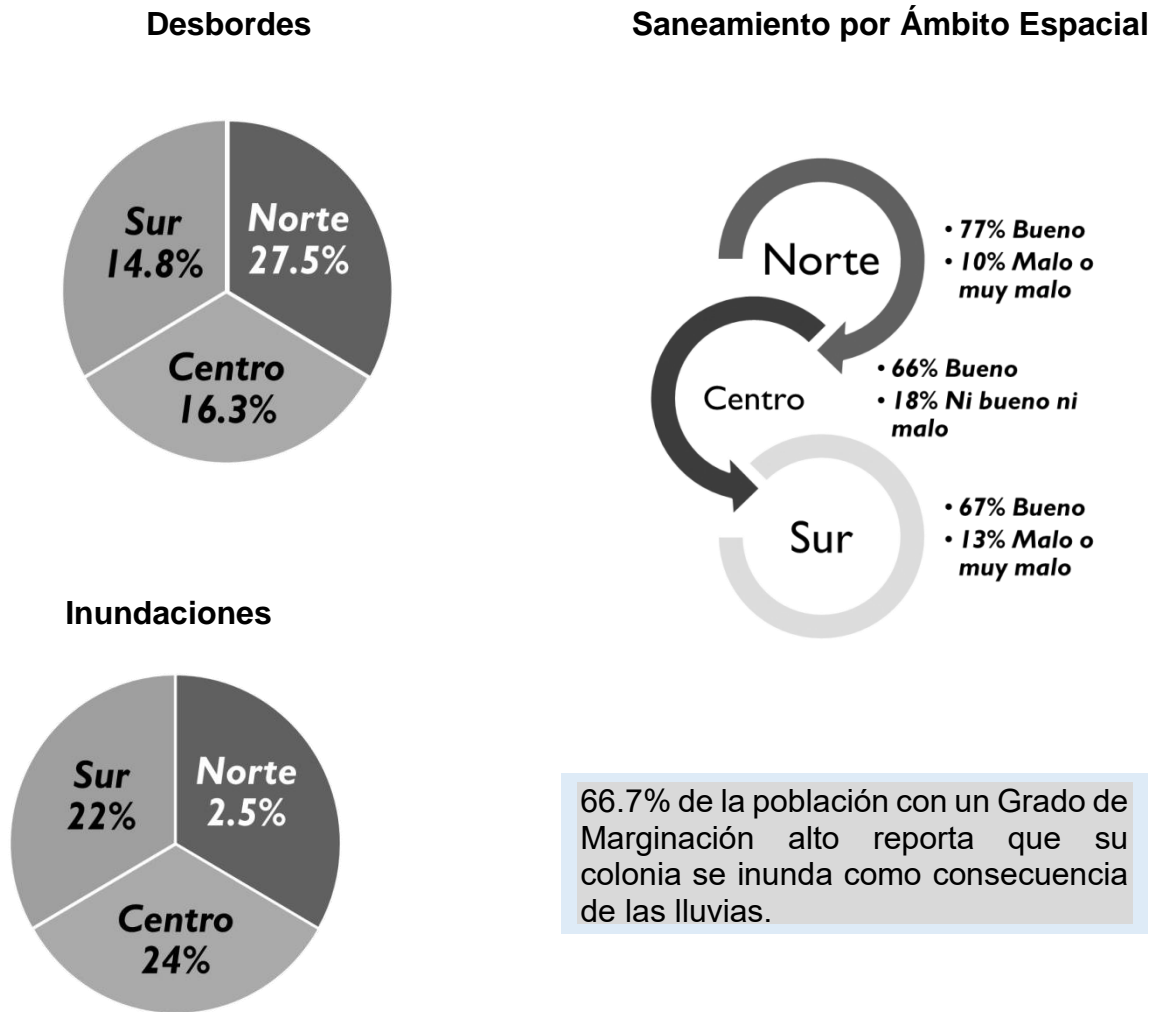 Desbordes
Sur
14.8%
Norte
27.5%
Centro
16.3%
Saneamiento por Ámbito Espacial
Norte
• 77% Bueno
• 10% Malo o
muy malo
Centro
• 66% Bueno
• 18% Ni bueno ni
malo
Sur
• 67% Bueno
• 13% Malo o
muy malo
Inundaciones
Sur
22%
Norte
2.5%
Centro
24%
66.7% de la población con un Grado de
Marginación alto reporta que su
colonia se inunda como consecuencia
de las lluvias.